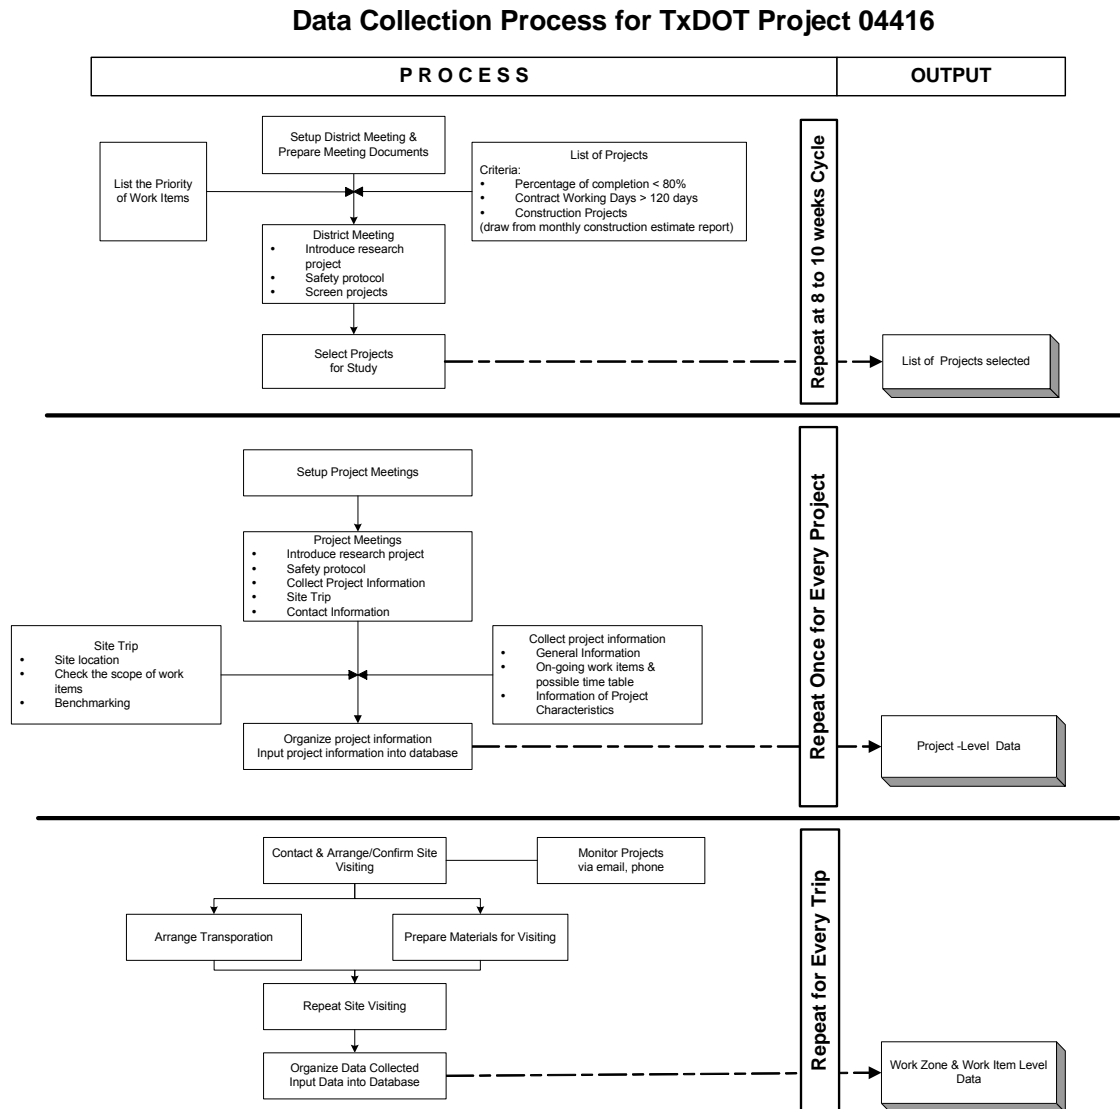 Data Collection Process for TxDOT Project 04416
P R O C E S S
OUTPUT
Setup District Meeting &
Prepare Meeting Documents
List the Priority
of Work Items
List of Projects
Criteria:
• Percentage of completion < 80%
• Contract Working Days > 120 days
• Construction Projects
(draw from monthly construction estimate report)
District Meeting
• Introduce research
project
• Safety protocol
• Screen projects
Select Projects
for Study
Repeat at 8 to 10 weeks Cycle
List of Projects selected
Setup Project Meetings
Project Meetings
• Introduce research project
• Safety protocol
• Collect Project Information
• Site Trip
• Contact Information
Site Trip
• Site location
• Check the scope of work
items
• Benchmarking
Collect project information
• General Information
• On-going work items &
possible time table
• Information of Project
Characteristics
Organize project information
Input project information into database
Repeat Once for Every Project
Project -Level Data
Contact & Arrange/Confirm Site
Visiting
Monitor Projects
via email, phone
Arrange Transporation
Prepare Materials for Visiting
Repeat Site Visiting
Organize Data Collected
Input Data into Database
Repeat for Every Trip
Work Zone & Work Item Level
Data